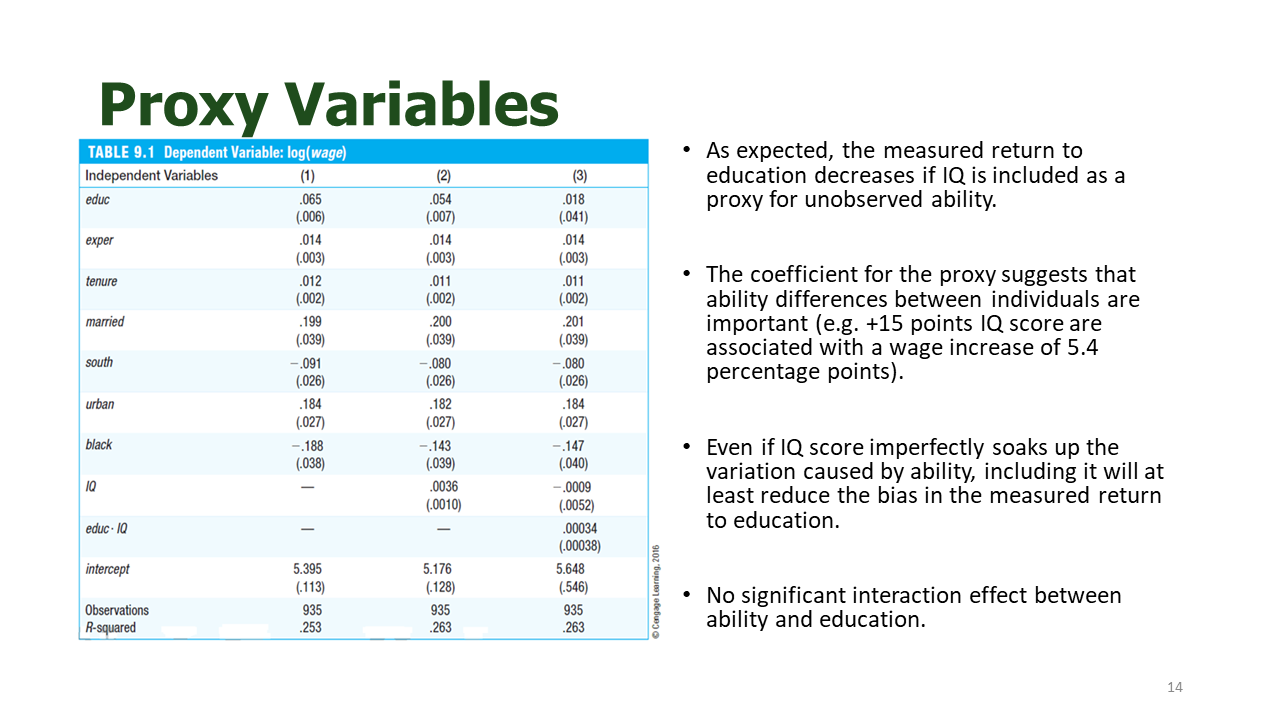 Proxy Variables
TABLE 9.1 Dependent Variable: log(wage)
Independent Variables (1) (2) (3)
educ .065 .054 .018
(.006) (.007) (.041)
exper .014 .014 .014
(.003) (.003) (.003)
tenure .012 .011 .011
(.002) (.002) (.002)
married .199 .200 .201
(.039) (.039) (.039)
south −.091 −.080 −.080
(.026) (.026) (.026)
urban .184 .182 .184
(.027) (.027) (.027)
black −.188 −.143 −.147
(.038) (.039) (.040)
IQ — .0036 −.0009
(.0010) (.0052)
educ·IQ — — .00034
(.00038)
intercept 5.395 5.176 5.648
(.113) (.128) (.546)
Observations 935 935 935
R-squared .253 .263 .263
© Cengage Learning, 2016
• As expected, the measured return to
education decreases if IQ is included as a
proxy for unobserved ability.
• The coefficient for the proxy suggests that
ability differences between individuals are
important (e.g. +15 points IQ score are
associated with a wage increase of 5.4
percentage points).
• Even if IQ score imperfectly soaks up the
variation caused by ability, including it will at
least reduce the bias in the measured return
to education.
• No significant interaction effect between
ability and education.
14